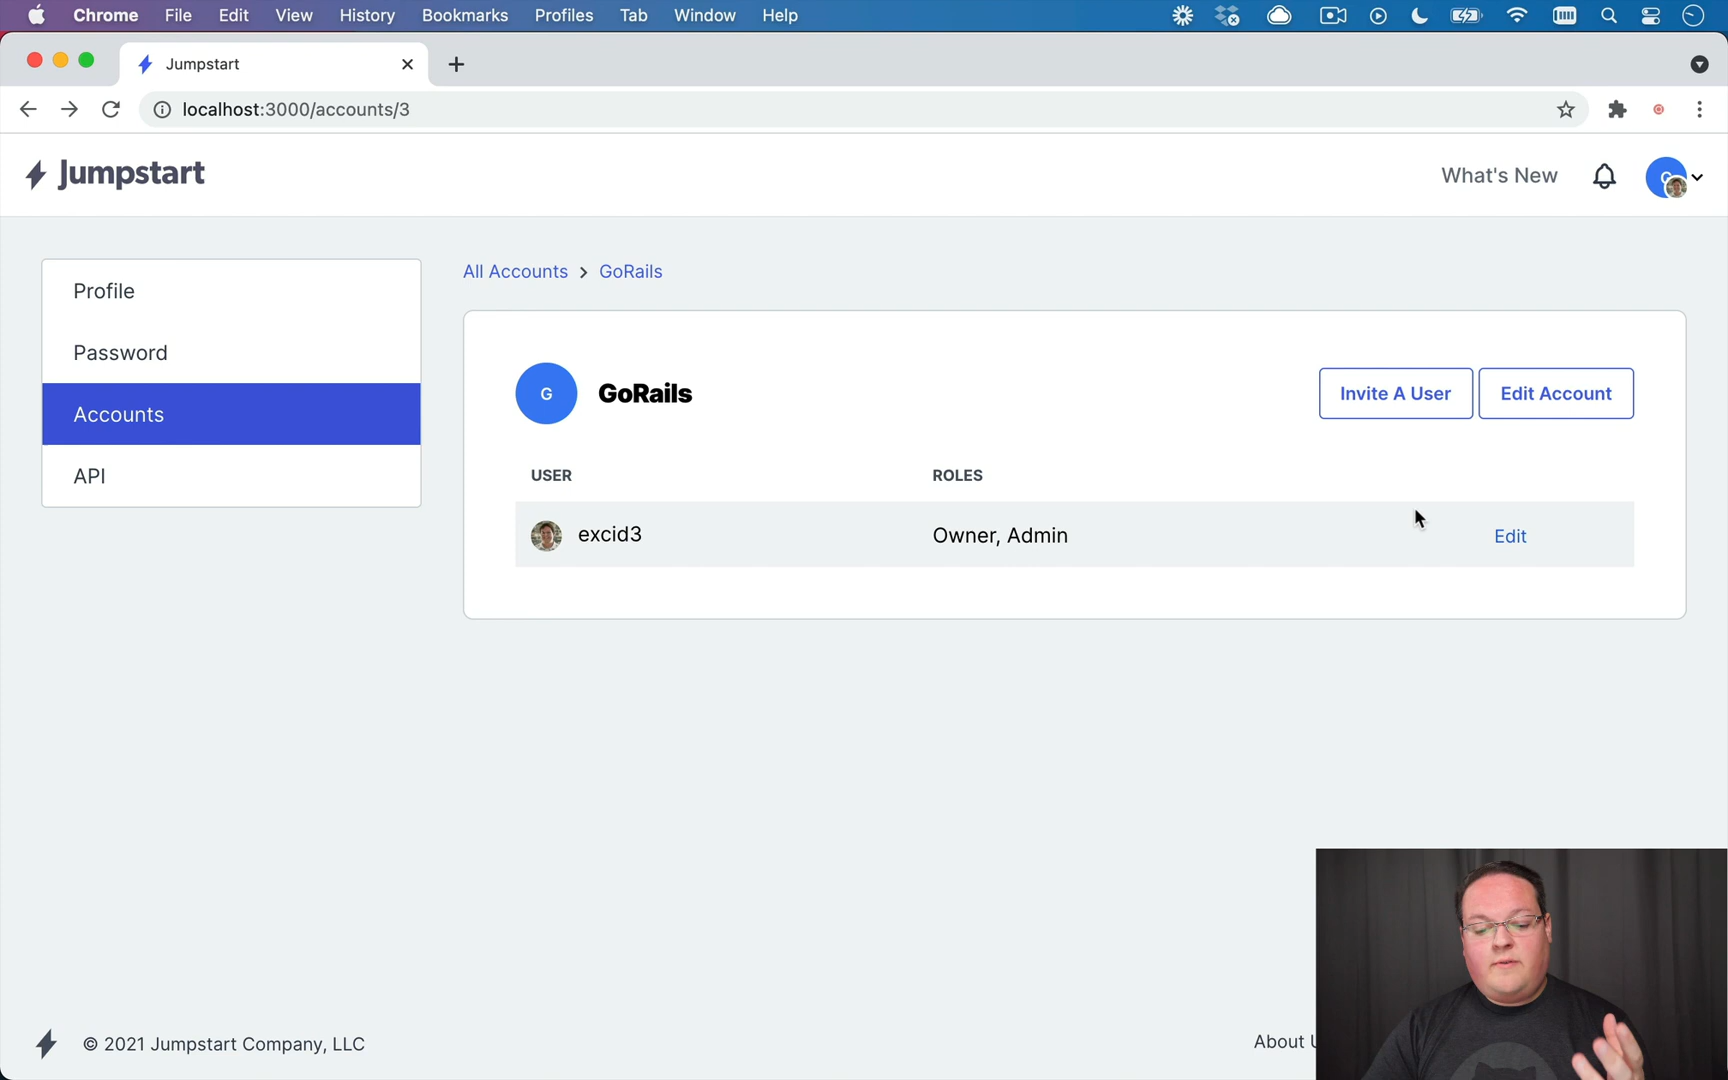 Chrome File Edit View History Bookmarks Profiles Tab Window Help
Jumpstart
localhost:3000/accounts/3
Jumpstart
What's New
Profile
Password
Accounts
API
All Accounts > GoRails
G GoRails
Invite A User
Edit Account
USER ROLES
excid3 Owner, Admin Edit
© 2021 Jumpstart Company, LLC
About